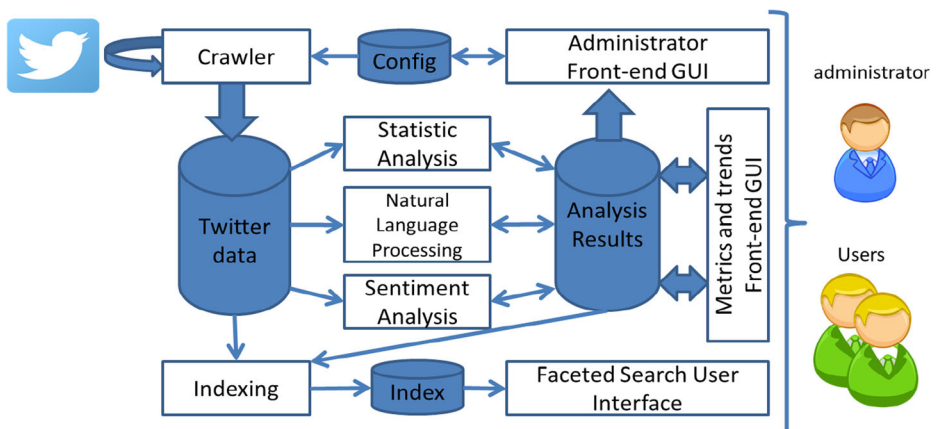 Crawler
Config
Administrator
Front-end GUI
administrator
Statistic
Analysis
Twitter
data
Natural
Language
Processing
Analysis
Results
Metrics and trends
Front-end GUI
Sentiment
Analysis
Users
Indexing
Index
Faceted Search User
Interface